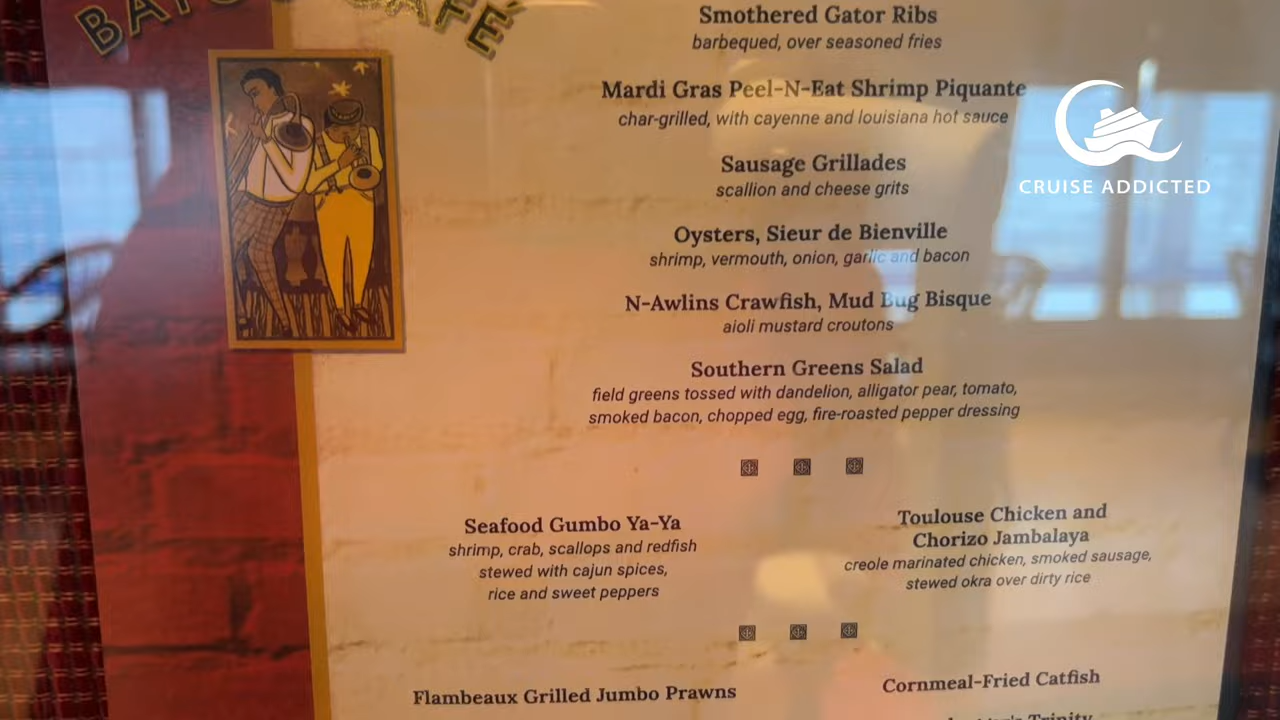 BAYOU CAFÉ
Smothered Gator Ribs
barbequed, over seasoned fries
Mardi Gras Peel-N-Eat Shrimp Piquante
char-grilled, with cayenne and louisiana hot sauce
CRUISE ADDICTED
Sausage Grillades
scallion and cheese grits
Oysters, Sieur de Bienville
shrimp, vermouth, onion, garlic and bacon
N-Awlins Crawfish, Mud Bug Bisque
aioli mustard croutons
Southern Greens Salad
field greens tossed with dandelion, alligator pear, tomato,
smoked bacon, chopped egg, fire-roasted pepper dressing
Seafood Gumbo Ya-Ya
shrimp, crab, scallops and redfish
stewed with cajun spices,
rice and sweet peppers
Toulouse Chicken and
Chorizo Jambalaya
creole marinated chicken, smoked sausage,
stewed okra over dirty rice
Flambeaux Grilled Jumbo Prawns
Cornmeal-Fried Catfish
Trinity